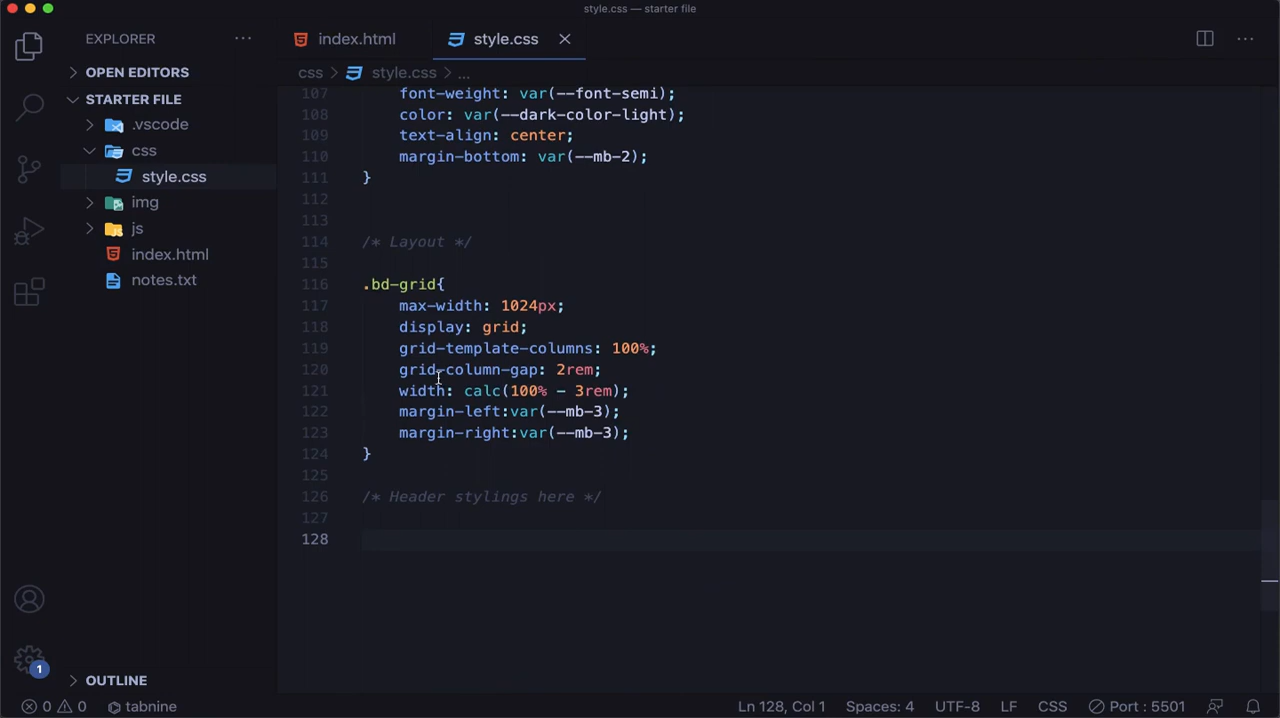 style.css — starter file
EXPLORER
index.html
style.css
OPEN EDITORS
css > style.css > ...
STARTER FILE
.vscode
css
style.css
img
js
index.html
notes.txt
107 font-weight: var(--font-semi);
108 color: var(--dark-color-light);
109 text-align: center;
110 margin-bottom: var(--mb-2);
111 }
112
113
114 /* Layout */
115
116 .bd-grid{
117 max-width: 1024px;
118 display: grid;
119 grid-template-columns: 100%;
120 grid-column-gap: 2rem;
121 width: calc(100% - 3rem);
122 margin-left:var(--mb-3);
123 margin-right:var(--mb-3);
124 }
125
126 /* Header stylings here */
127
128
1
OUTLINE
0 0 tabnine Ln 128, Col 1 Spaces: 4 UTF-8 LF CSS Port : 5501